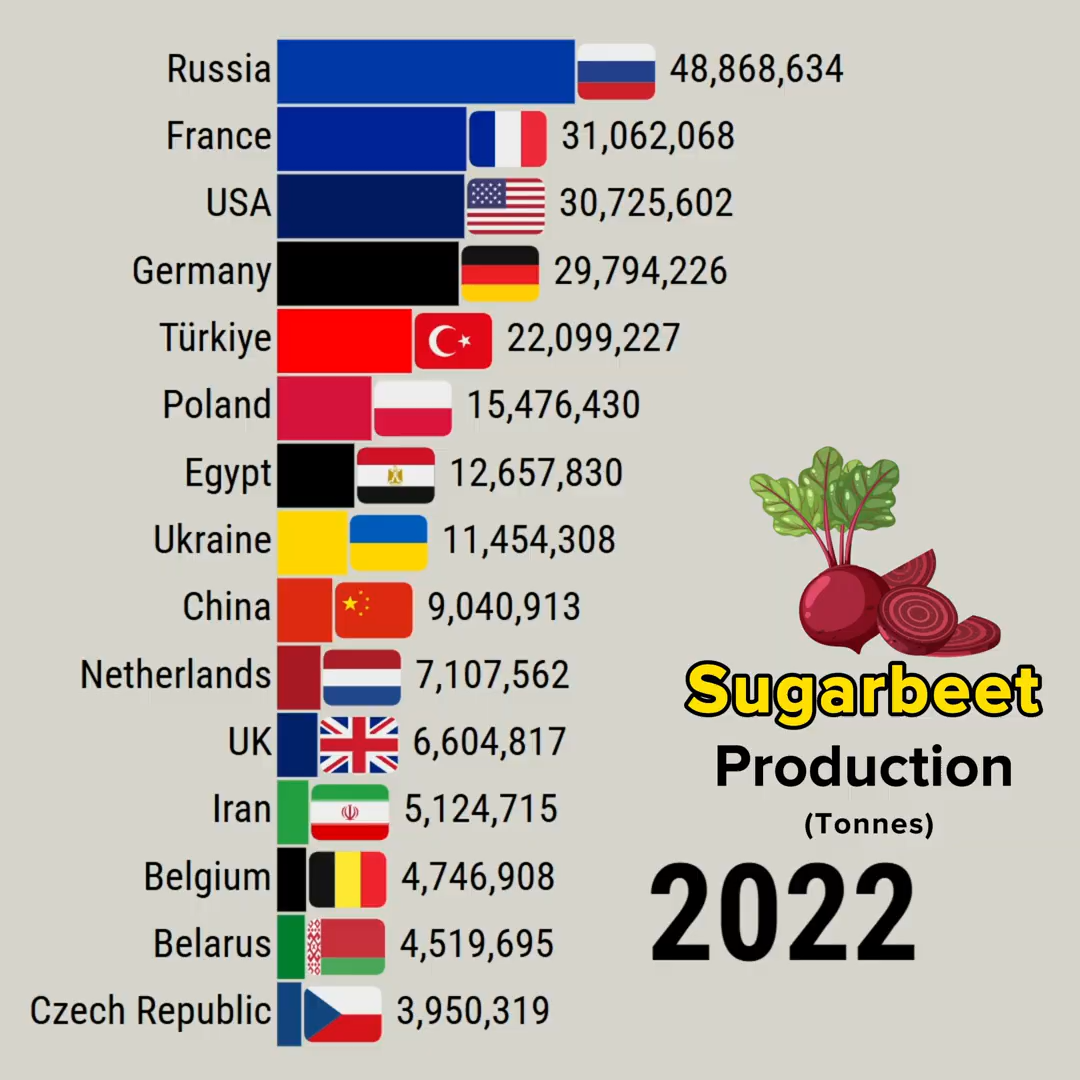 Russia 48,868,634
France 31,062,068
USA 30,725,602
Germany 29,794,226
Türkiye 22,099,227
Poland 15,476,430
Egypt 12,657,830
Ukraine 11,454,308
China 9,040,913
Netherlands 7,107,562
UK 6,604,817
Iran 5,124,715
Belgium 4,746,908
Belarus 4,519,695
Czech Republic 3,950,319
Sugarbeet
Production
(Tonnes)
2022